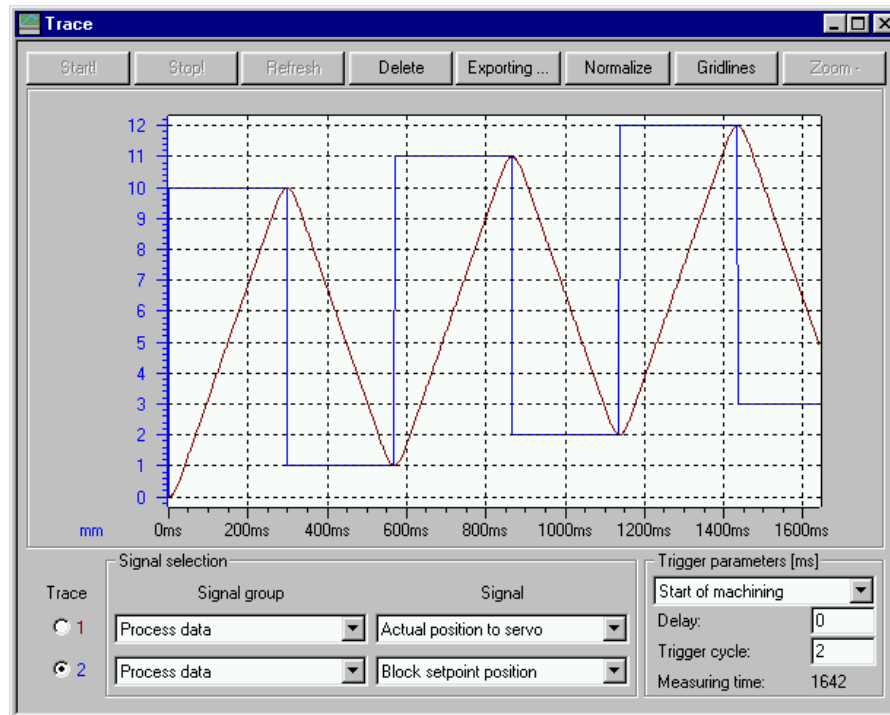 Trace
Start! Stop! Refresh Delete Exporting ... Normalize Gridlines Zoom -
12
11
10
9
8
7
6
5
4
3
2
1
0
mm 0ms 200ms 400ms 600ms 800ms 1000ms 1200ms 1400ms 1600ms
Signal selection
Trace Signal group Signal
1 Process data Actual position to servo
2 Process data Block setpoint position
Trigger parameters [ms]
Start of machining
Delay: 0
Trigger cycle: 2
Measuring time: 1642